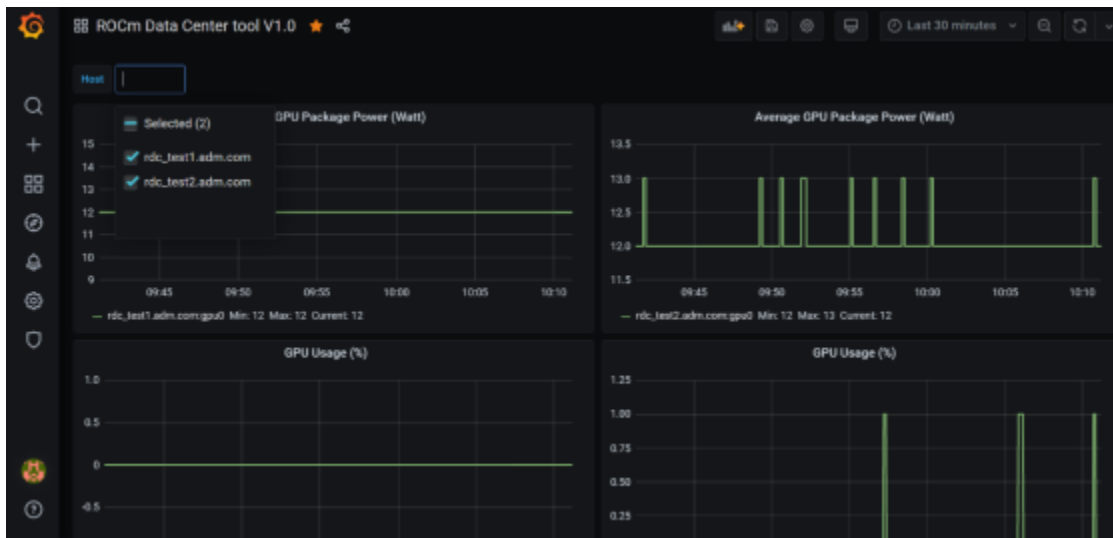 ROCm Data Center tool V1.0
Last 30 minutes
Host
Selected (2)
rdc_test1.adm.com
rdc_test2.adm.com
GPU Package Power (Watt)
15
14
13
12
11
10
9
09:45 09:50 09:55 10:00 10:05 10:10
rdc_test1.adm.com:gpu0 Min: 12 Max: 12 Current: 12
Average GPU Package Power (Watt)
13.5
13.0
12.5
12.0
11.5
09:45 09:50 09:55 10:00 10:05 10:10
rdc_test2.adm.com:gpu0 Min: 12 Max: 13 Current: 12
GPU Usage (%)
1.0
0.5
0
-0.5
GPU Usage (%)
1.25
1.00
0.75
0.50
0.25